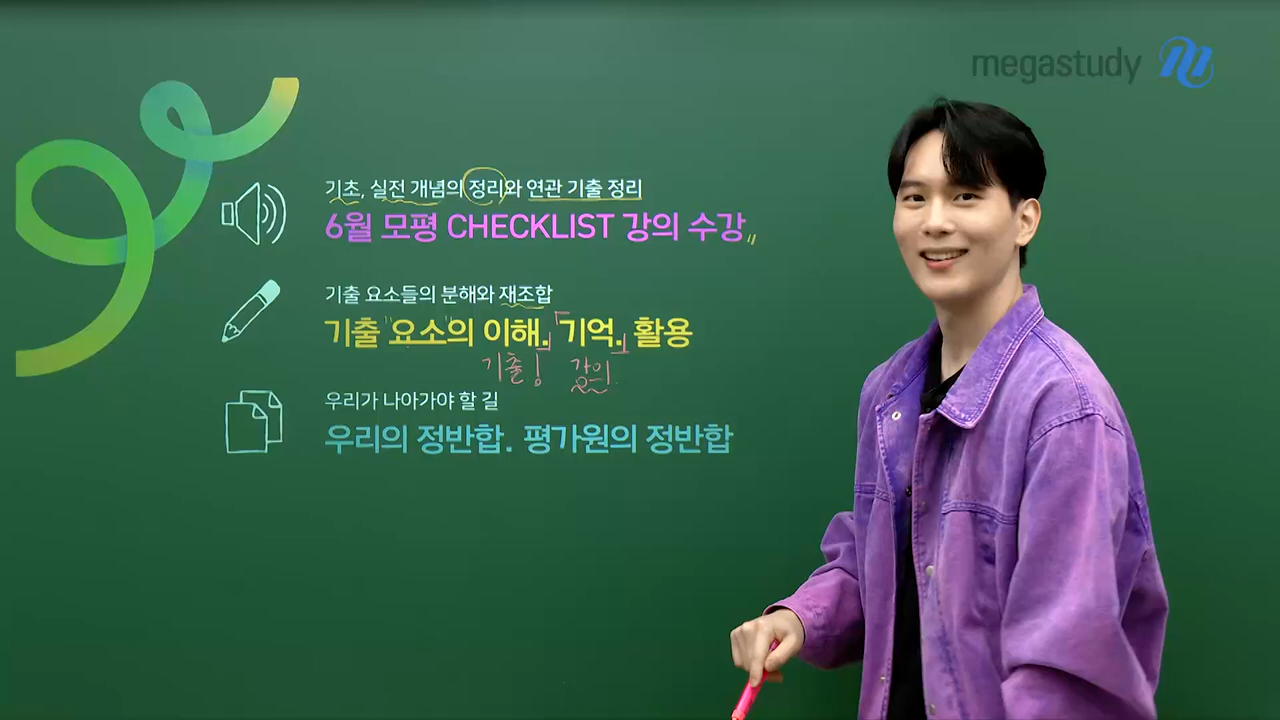 megastudy
기초, 실전 개념의 정리와 연관 기출 정리
6월 모평 CHECKLIST 강의 수강
기출 요소들의 분해와 재조합
기출 "요소"의 이해. 「기억.」 활용
기출! 같이.
우리가 나아가야 할 길
우리의 정반합. 평가원의 정반합